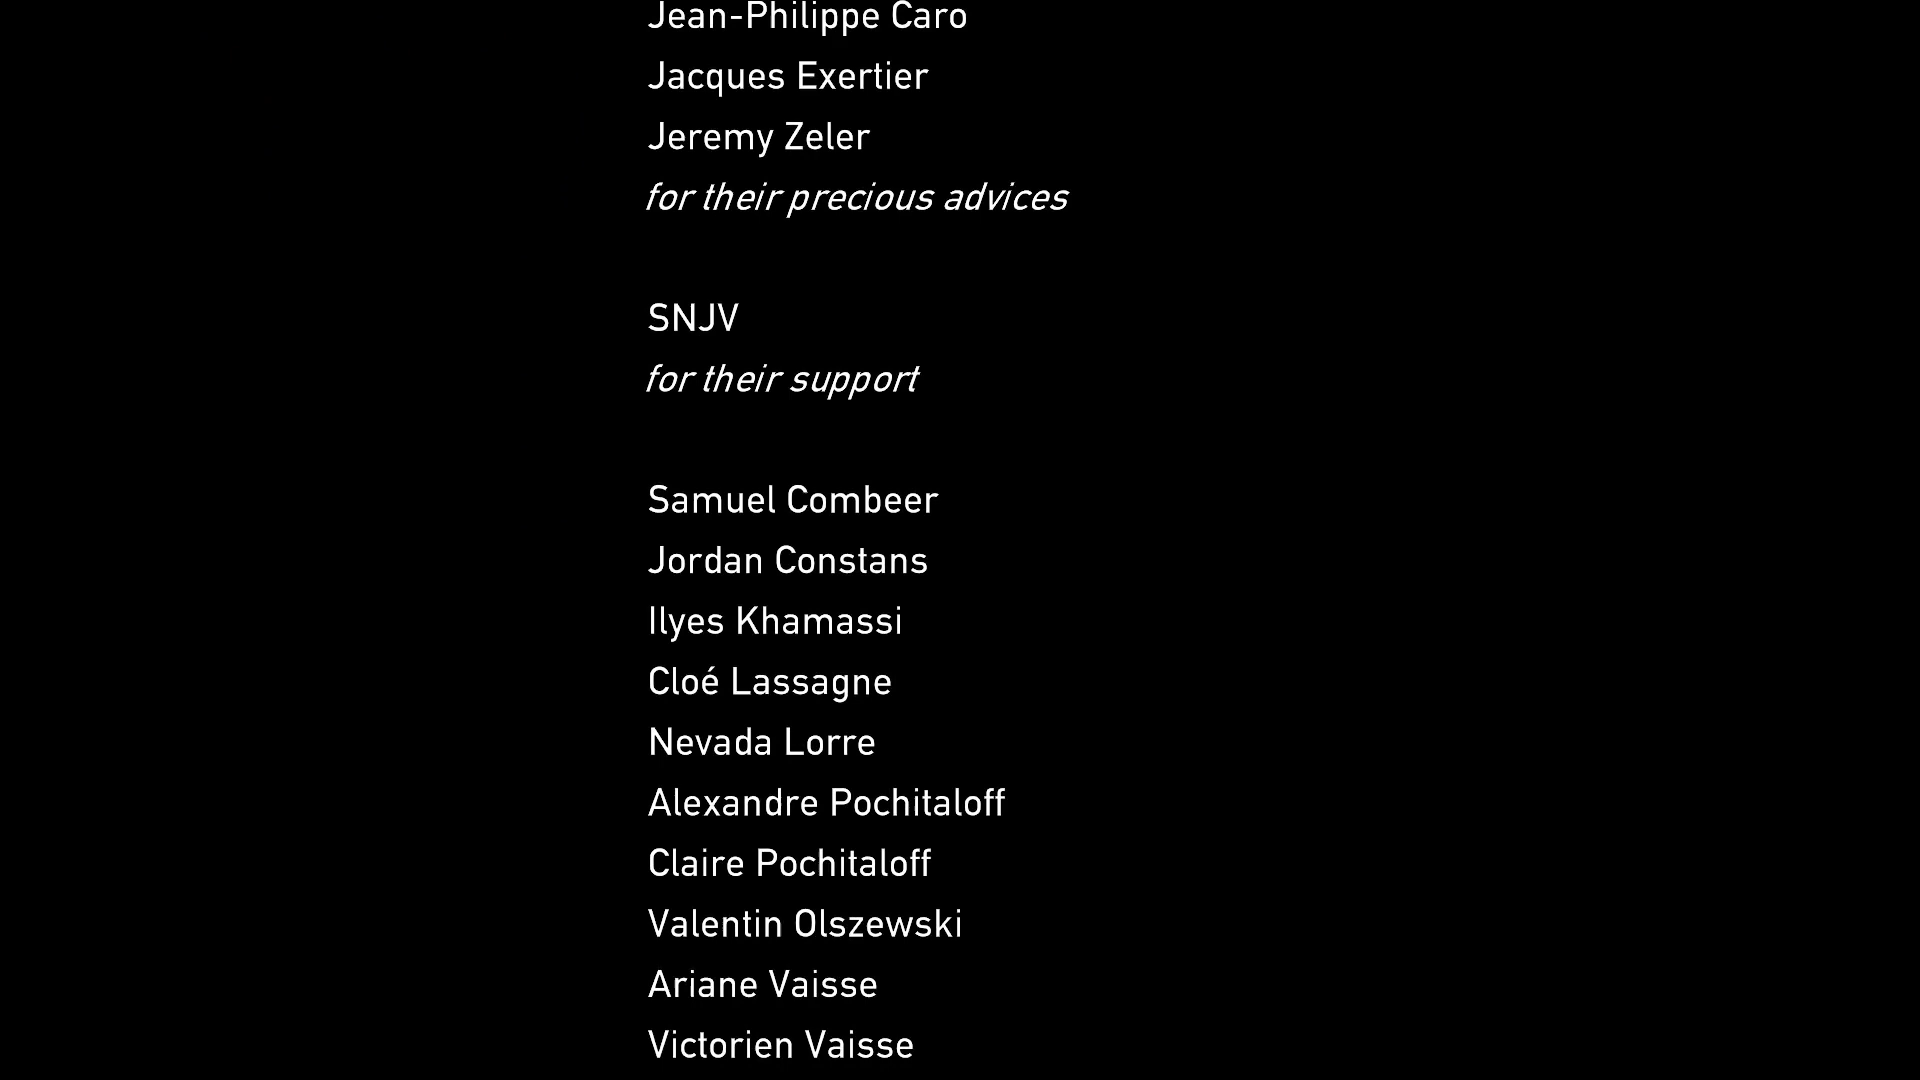 Jean-Philippe Caro
Jacques Exertier
Jeremy Zeler
for their precious advices
SNJV
for their support
Samuel Combeer
Jordan Constans
Ilyes Khamassi
Cloé Lassagne
Nevada Lorre
Alexandre Pochitaloff
Claire Pochitaloff
Valentin Olszewski
Ariane Vaisse
Victorien Vaisse